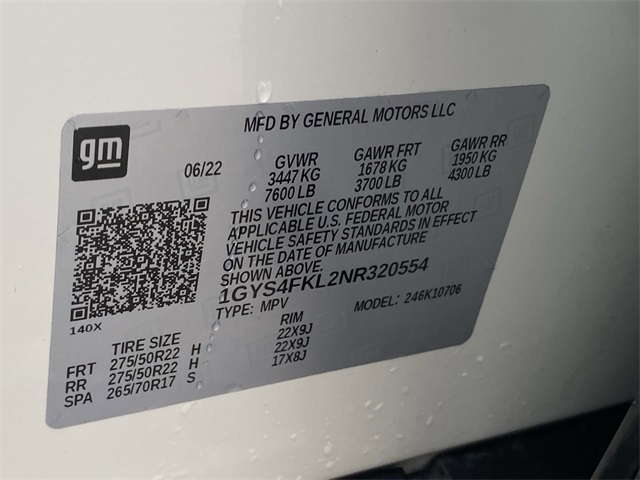 MFD BY GENERAL MOTORS LLC
gm
06/22
GVWR GAWR FRT GAWR RR
3447 KG 1678 KG 1950 KG
7600 LB 3700 LB 4300 LB
THIS VEHICLE CONFORMS TO ALL
APPLICABLE U.S. FEDERAL MOTOR
VEHICLE SAFETY STANDARDS IN EFFECT
ON THE DATE OF MANUFACTURE
SHOWN ABOVE.
1GYS4FKL2NR320554
TYPE: MPV MODEL: 246K10706
140X
TIRE SIZE RIM
FRT 275/50R22 H 22X9J
RR 275/50R22 H 22X9J
SPA 265/70R17 S 17X8J